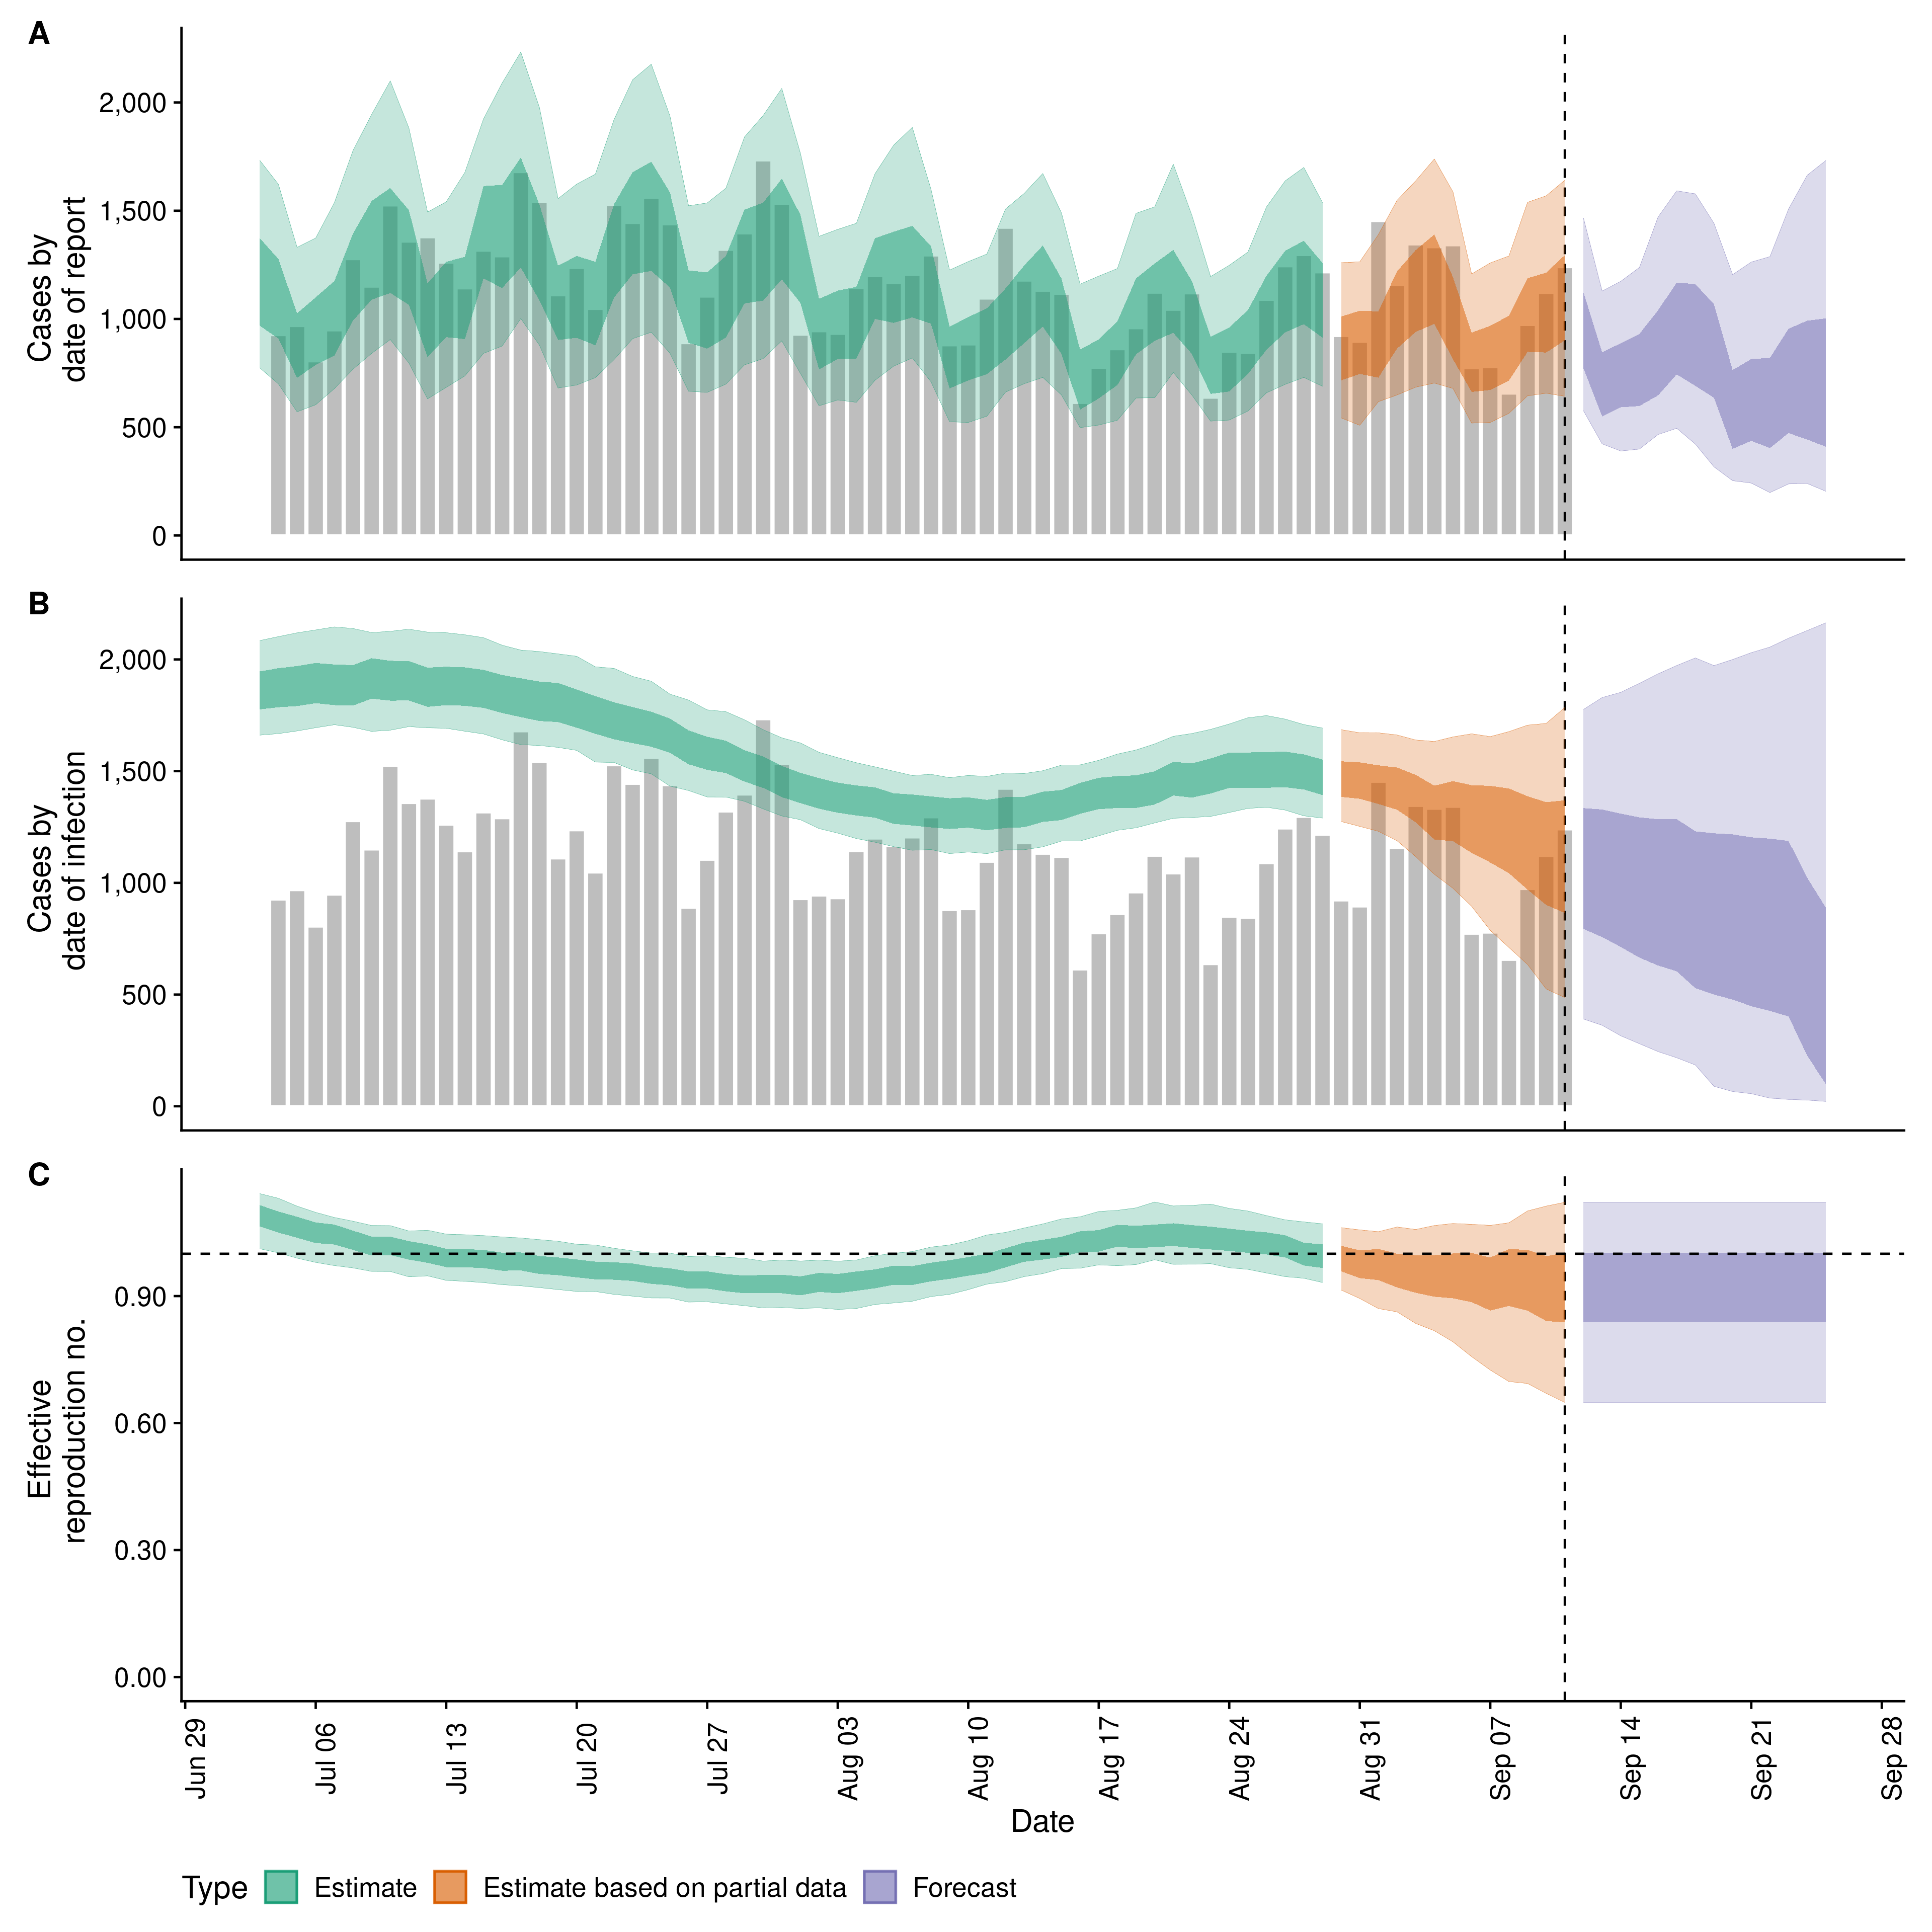 A
Cases by
date of report
2,000
1,500
1,000
500
0
B
Cases by
date of infection
2,000
1,500
1,000
500
0
C
Effective
reproduction no.
0.90
0.60
0.30
0.00
Jun 29
Jul 06
Jul 13
Jul 20
Jul 27
Aug 03
Aug 10
Aug 17
Aug 24
Aug 31
Sep 07
Sep 14
Sep 21
Sep 28
Date
Type Estimate Estimate based on partial data Forecast